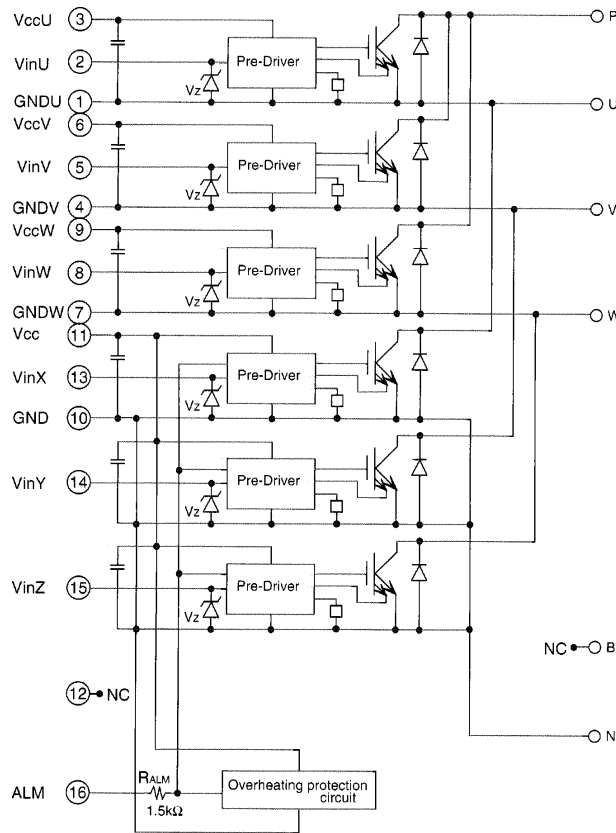 VccU 3 P
VinU 2 Pre-Driver
Vz
GNDU 1 U
VccV 6
VinV 5 Pre-Driver
Vz
GNDV 4 V
VccW 9
VinW 8 Pre-Driver
Vz
GNDW 7 W
Vcc 11
VinX 13 Pre-Driver
Vz
GND 10
VinY 14 Pre-Driver
Vz
VinZ 15 Pre-Driver
Vz
NC B
12 NC
N
RALM Overheating protection
ALM 16 circuit
1.5kΩ